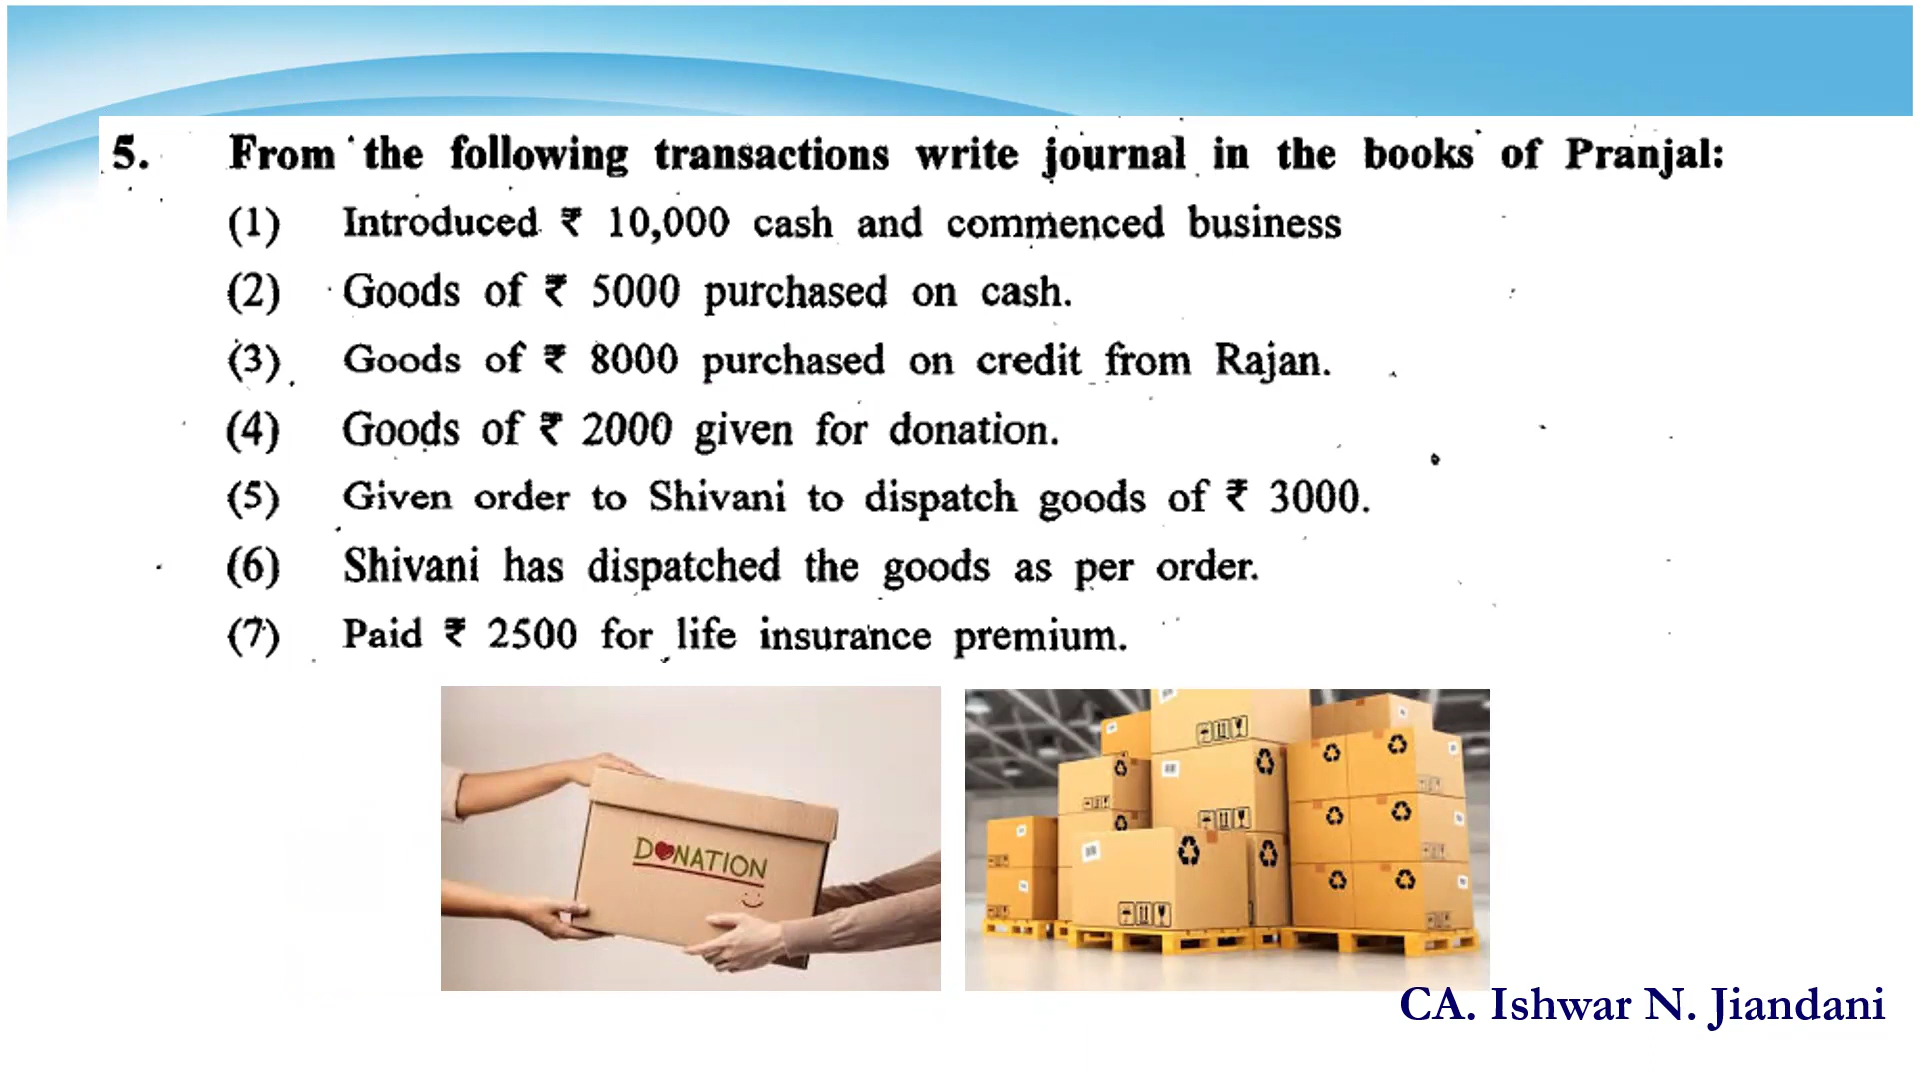 5. From the following transactions write journal in the books of Pranjal:
(1) Introduced ₹ 10,000 cash and commenced business
(2) Goods of ₹ 5000 purchased on cash.
(3) Goods of ₹ 8000 purchased on credit from Rajan.
(4) Goods of ₹ 2000 given for donation.
(5) Given order to Shivani to dispatch goods of ₹ 3000.
(6) Shivani has dispatched the goods as per order.
(7) Paid ₹ 2500 for life insurance premium.
DONATION
CA. Ishwar N. Jiandani